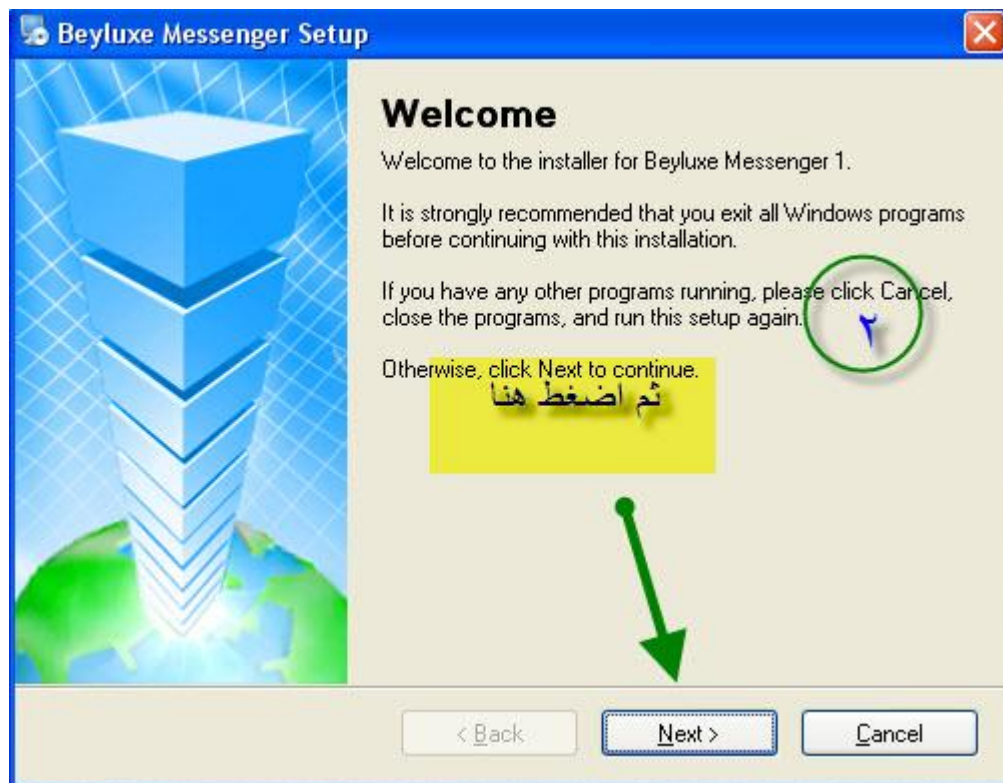 Beyluxe Messenger Setup
Welcome
Welcome to the installer for Beyluxe Messenger 1.
It is strongly recommended that you exit all Windows programs
before continuing with this installation.
If you have any other programs running, please click Cancel,
close the programs, and run this setup again.
٢
Otherwise, click Next to continue.
ثم اضغط هنا
< Back
Next >
Cancel